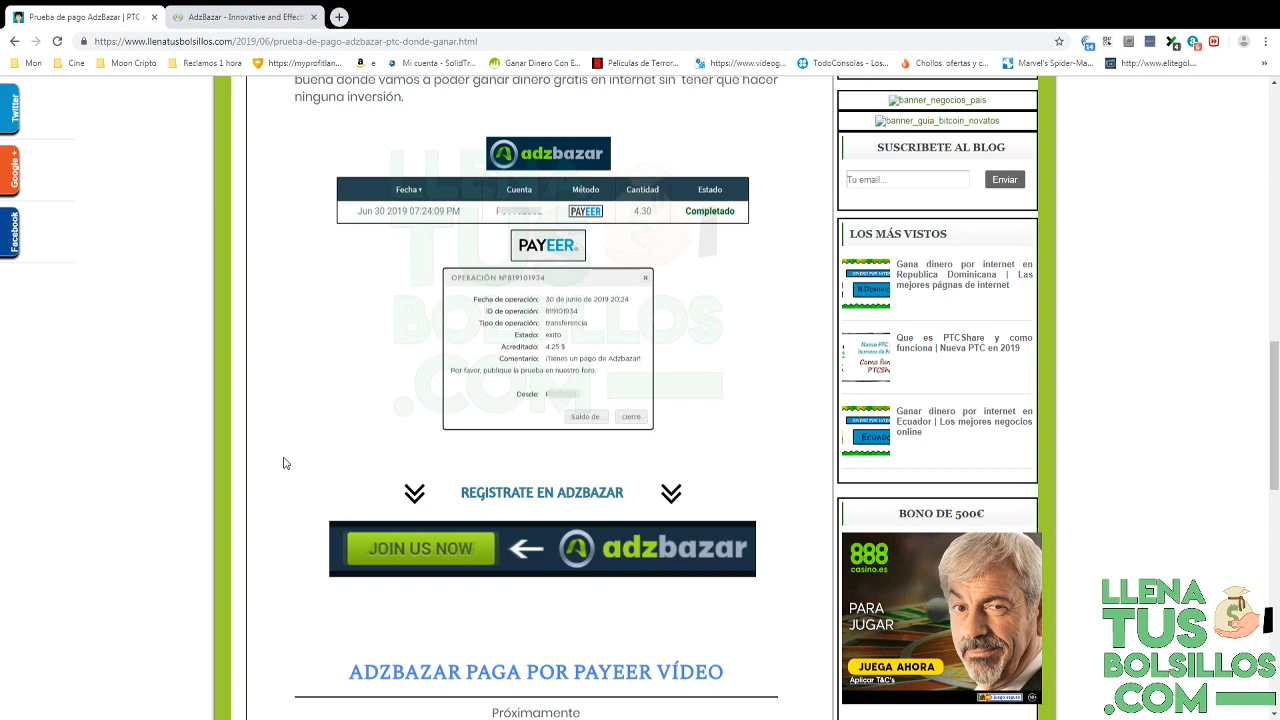 Prueba de pago AdzBazar | PTC
AdzBazar - Innovative and Effecti
https://www.llenatusbolsillos.com/2019/06/prueba-de-pago-adzbazar-ptc-donde-ganar.html
Mon
Cine
Moon Cripto
Reclamos 1 hora
https://myprofitlan...
e
Mi cuenta - SolidTr...
Ganar Dinero Con E...
Peliculas de Terror...
https://www.videog...
TodoConsolas - Los...
Chollos, ofertas y c...
Marvel's Spider-Ma...
http://www.elitegol...
Twitter
Google +
Facebook
buena donde vamos a poder ganar dinero gratis en internet sin tener que hacer
ninguna inversión.
adzbazar
Fecha Cuenta Método Cantidad Estado
Jun 30 2019 07:24:09 PM PAYEER 4.30 Completado
PAYEER
OPERACIÓN Nº819101934
Fecha de operación: 30 de junio de 2019 20:24
ID de operación: 819101934
Tipo de operación: transferencia
Estado: exito
Acreditado: 4.25 $
Comentario: ¡Tienes un pago de Adzbazar!
Por favor, publique la prueba en nuestro foro.
Desde:
Saldo de cierre
LLENA
TUS
BOLSILLOS
.COM
REGISTRATE EN ADZBAZAR
JOIN US NOW adzbazar
ADZBAZAR PAGA POR PAYEER VÍDEO
Próximamente
banner_negocios_pais
banner_guia_bitcoin_novatos
SUSCRIBETE AL BLOG
Tu email... Enviar
LOS MÁS VISTOS
Gana dinero por internet en
Republica Dominicana | Las
mejores págnas de internet
Que es PTCShare y como
funciona | Nueva PTC en 2019
Ganar dinero por internet en
Ecuador | Los mejores negocios
online
BONO DE 500€
888
casino.es
PARA
JUGAR
JUEGA AHORA
Aplicar T&C's
LLENA
TUS
BOLSILLOS
.COM